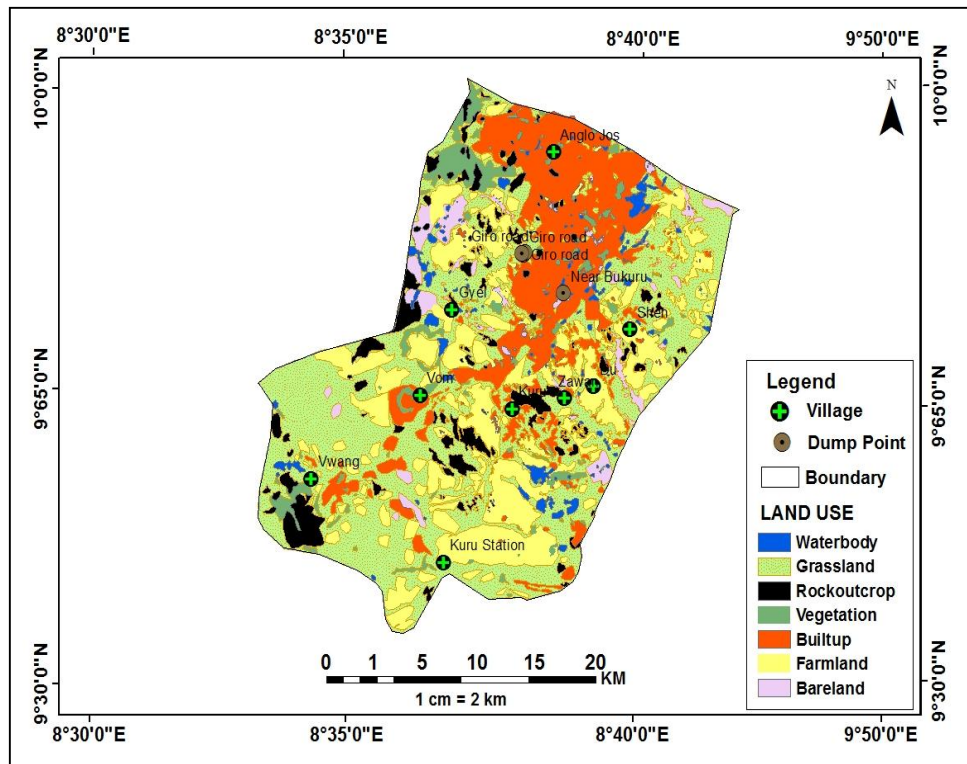 8°30'0"E 8°35'0"E 8°40'0"E 9°50'0"E
10°0'0"N
10°0'0"N
N
Anglo Jos
Giro road Giro road
Giro road
Near Bukuru
Gyel
Shen
Vom
Zawan
9°65'0"N
9°65'0"N
Vwang
Kuru Station
Legend
Village
Dump Point
Boundary
LAND USE
Waterbody
Grassland
Rockoutcrop
Vegetation
Builtup
Farmland
Bareland
0 1 5 10 15 20
KM
1 cm = 2 km
9°30'0"N
9°30'0"N
8°30'0"E 8°35'0"E 8°40'0"E 9°50'0"E